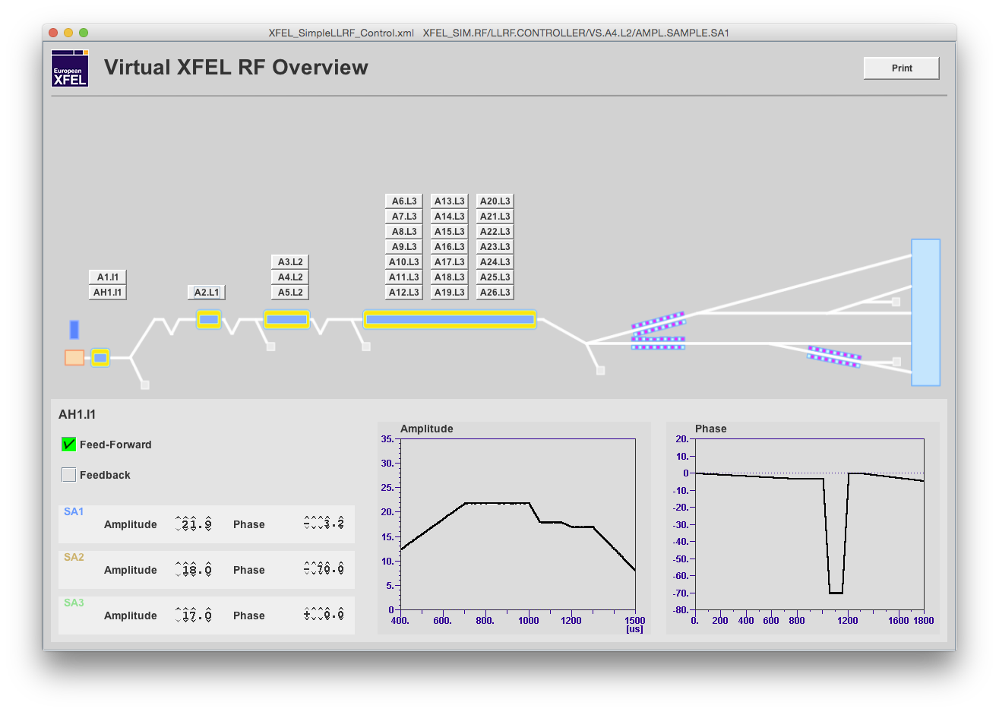 XFEL_SimpleLLRF_Control.xml XFEL_SIM.RF/LLRF.CONTROLLER/VS.A4.L2/AMPL.SAMPLE.SA1
European
XFEL
Virtual XFEL RF Overview
Print
A6.L3 A13.L3 A20.L3
A7.L3 A14.L3 A21.L3
A8.L3 A15.L3 A22.L3
A9.L3 A16.L3 A23.L3
A3.L2 A10.L3 A17.L3 A24.L3
A1.I1 A4.L2 A11.L3 A18.L3 A25.L3
AH1.I1 A2.L1 A5.L2 A12.L3 A19.L3 A26.L3
AH1.I1
Feed-Forward
Feedback
SA1
Amplitude 21.9 Phase - 3.2
SA2
Amplitude 18.0 Phase - 70.0
SA3
Amplitude 17.0 Phase + 0.0
Amplitude
35.
30.
25.
20.
15.
10.
5.
0
400. 600. 800. 1000 1200 1500
[us]
Phase
20.
10.
0
-10.
-20.
-30.
-40.
-50.
-60.
-70.
-80.
0. 200 400 600 800 1200 1600 1800